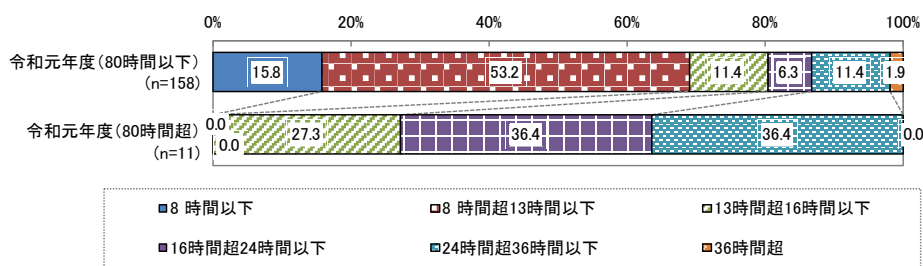 0% 20% 40% 60% 80% 100%
令和元年度(80時間以下)
(n=158)
15.8 53.2 11.4 6.3 11.4 1.9
令和元年度(80時間超)
(n=11)
0.0 0.0 27.3 36.4 36.4 0.0
8 時間以下 8 時間超13時間以下 13時間超16時間以下
16時間超24時間以下 24時間超36時間以下 36時間超